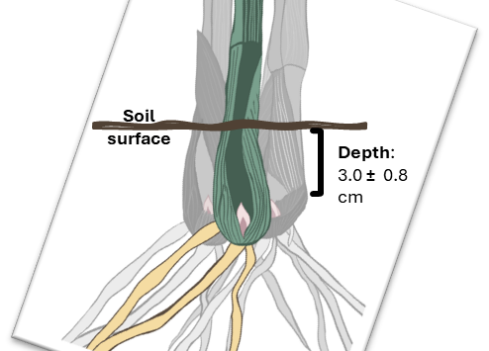 Soil
surface
Depth:
3.0 ± 0.8
cm